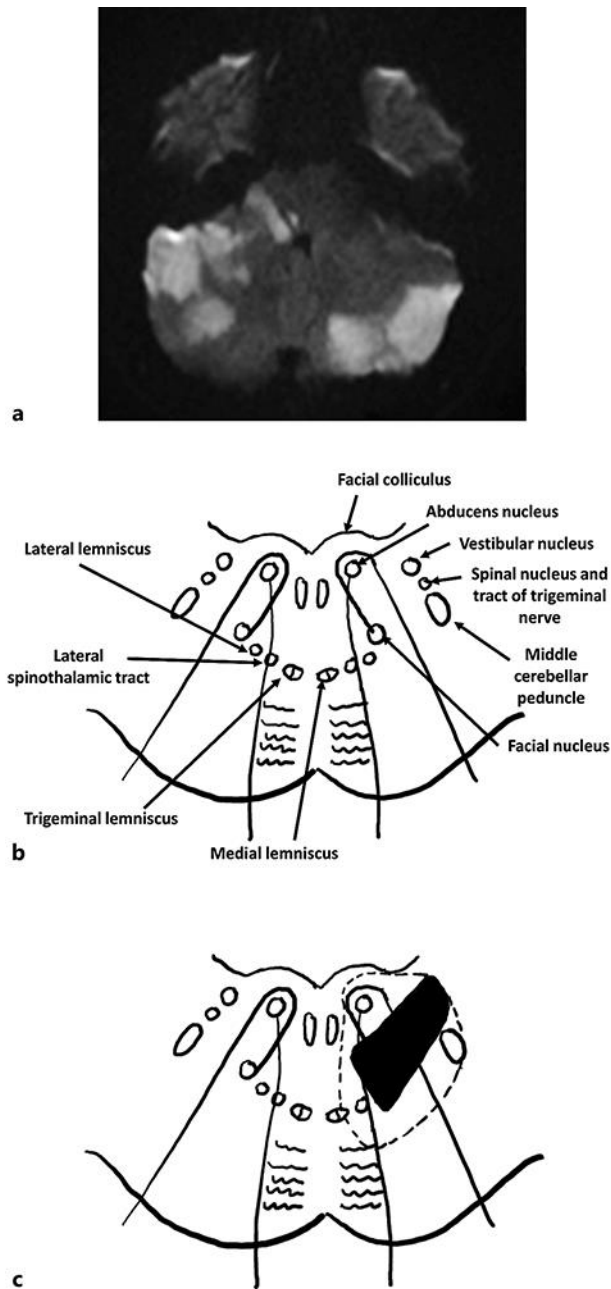 a
Facial colliculus
Abducens nucleus
Lateral lemniscus
Vestibular nucleus
Spinal nucleus and
tract of trigeminal
nerve
Lateral
spinothalamic tract
Middle
cerebellar
peduncle
Facial nucleus
Trigeminal lemniscus
Medial lemniscus
b
c